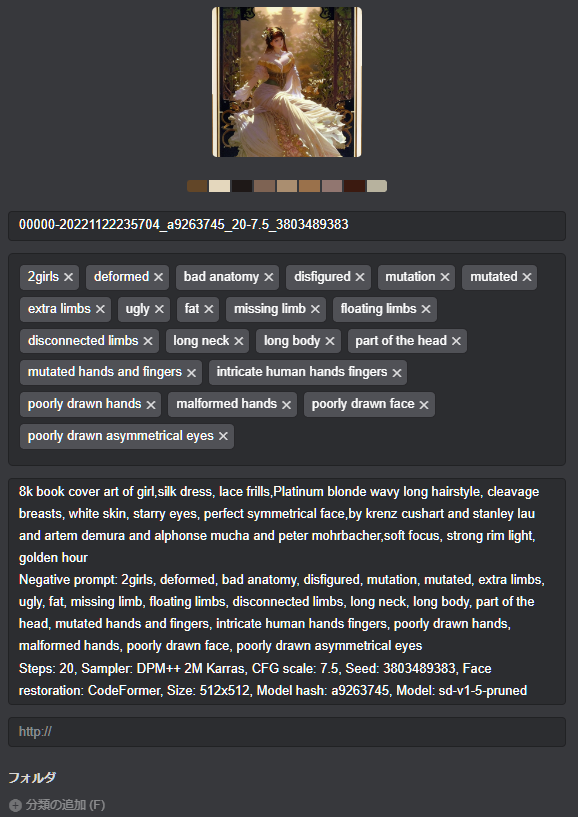 00000-20221122235704_a9263745_20-7.5_3803489383
2girls × deformed × bad anatomy × disfigured × mutation × mutated ×
extra limbs × ugly × fat × missing limb × floating limbs ×
disconnected limbs × long neck × long body × part of the head ×
mutated hands and fingers × intricate human hands fingers ×
poorly drawn hands × malformed hands × poorly drawn face ×
poorly drawn asymmetrical eyes ×
8k book cover art of girl,silk dress, lace frills,Platinum blonde wavy long hairstyle, cleavage
breasts, white skin, starry eyes, perfect symmetrical face,by krenz cushart and stanley lau
and artem demura and alphonse mucha and peter mohrbacher,soft focus, strong rim light,
golden hour
Negative prompt: 2girls, deformed, bad anatomy, disfigured, mutation, mutated, extra limbs,
ugly, fat, missing limb, floating limbs, disconnected limbs, long neck, long body, part of the
head, mutated hands and fingers, intricate human hands fingers, poorly drawn hands,
malformed hands, poorly drawn face, poorly drawn asymmetrical eyes
Steps: 20, Sampler: DPM++ 2M Karras, CFG scale: 7.5, Seed: 3803489383, Face
restoration: CodeFormer, Size: 512x512, Model hash: a9263745, Model: sd-v1-5-pruned
http://
フォルダ
分類の追加 (F)